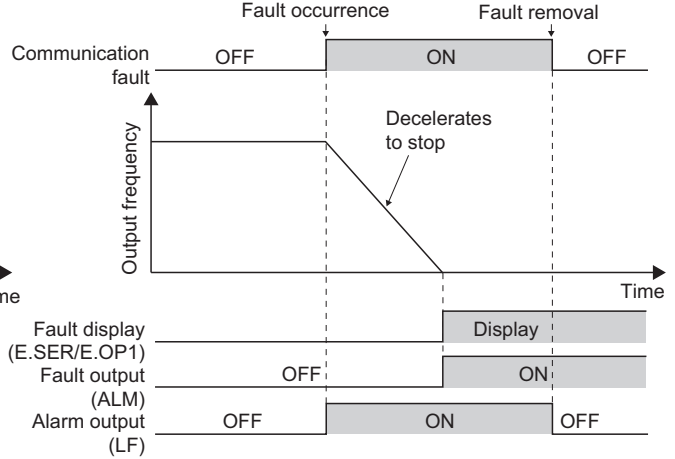 Fault occurrence
Fault removal
Communication
fault
OFF
ON
OFF
Output frequency
Decelerates
to stop
me
Time
Fault display
(E.SER/E.OP1)
Display
Fault output
(ALM)
OFF
ON
Alarm output
(LF)
OFF
ON
OFF